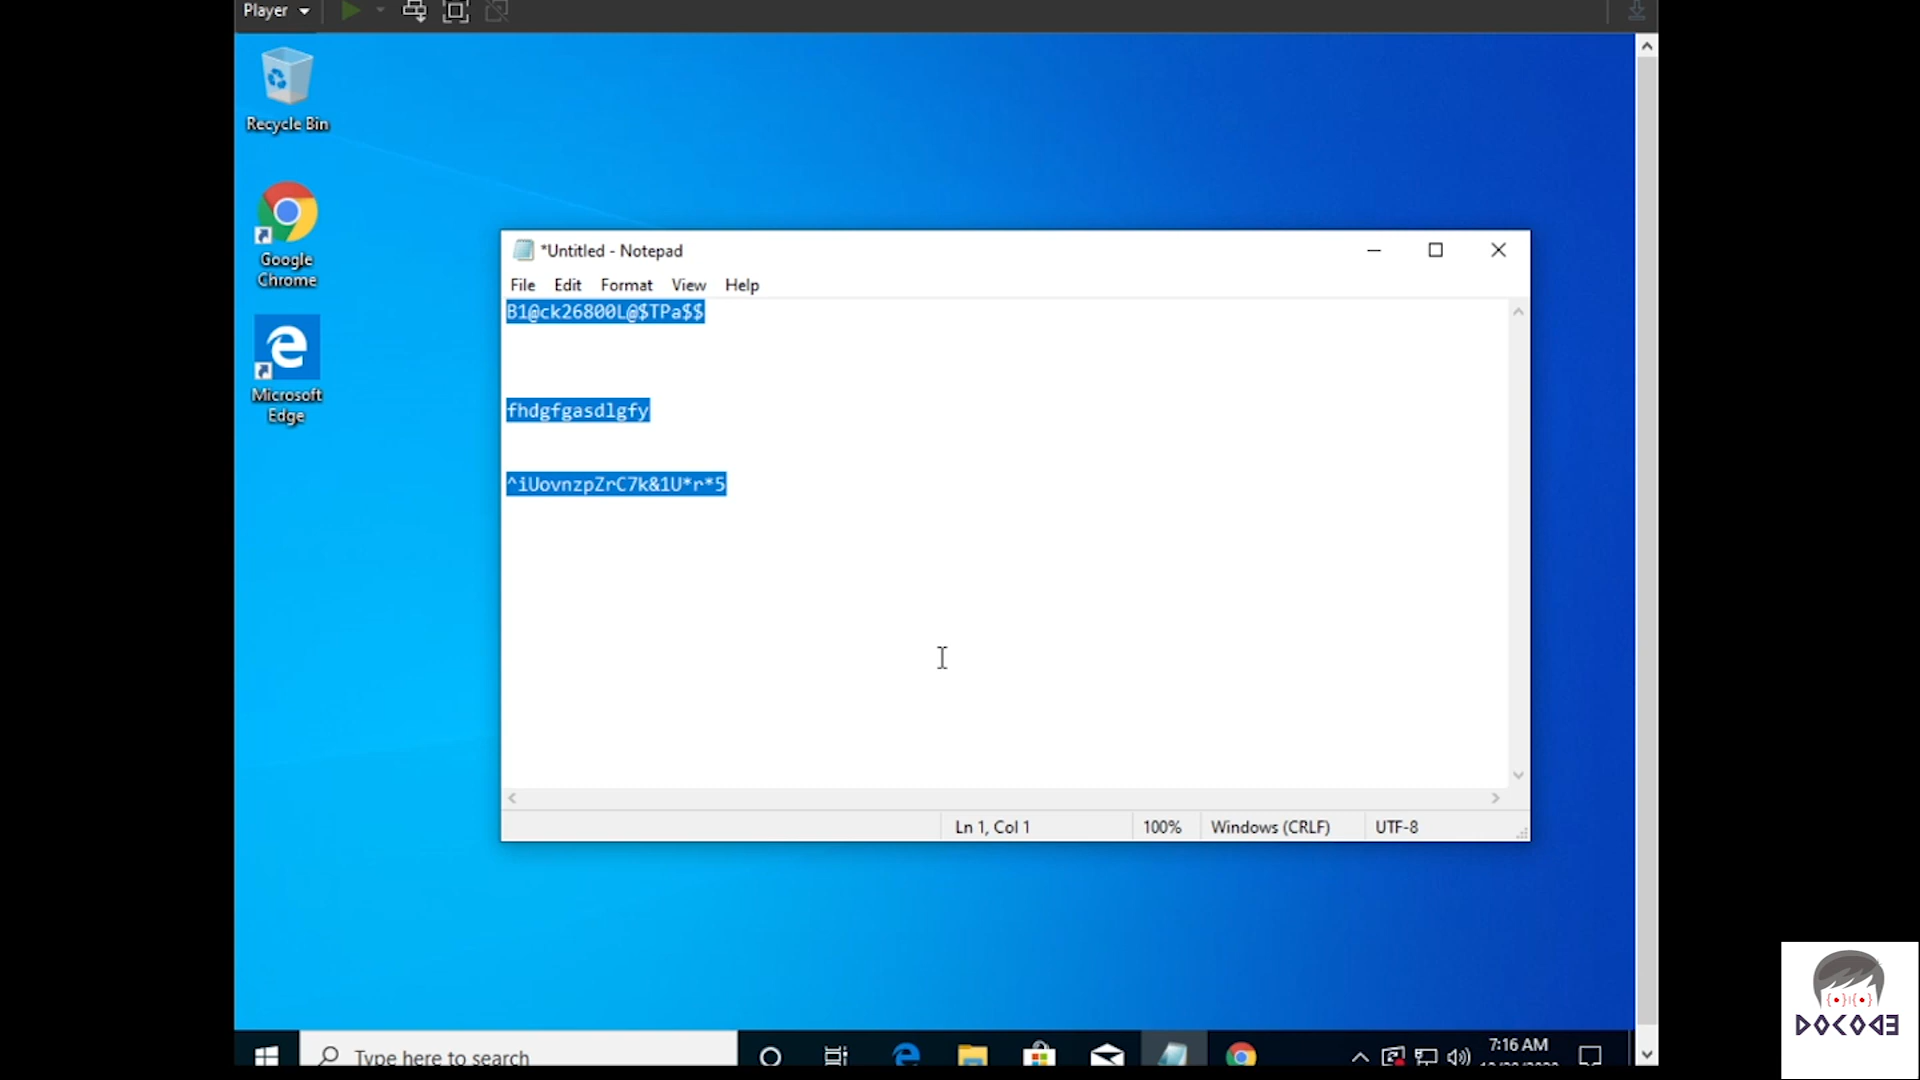 Player
Recycle Bin
Google
Chrome
Microsoft
Edge
*Untitled - Notepad
File Edit Format View Help
B1@ck26800L@$TPa$$
fhdgfgasdlgfy
^iUovnzpZrC7k&1U*r*5
Ln 1, Col 1 100% Windows (CRLF) UTF-8
Type here to search
7:16 AM
DOCODE